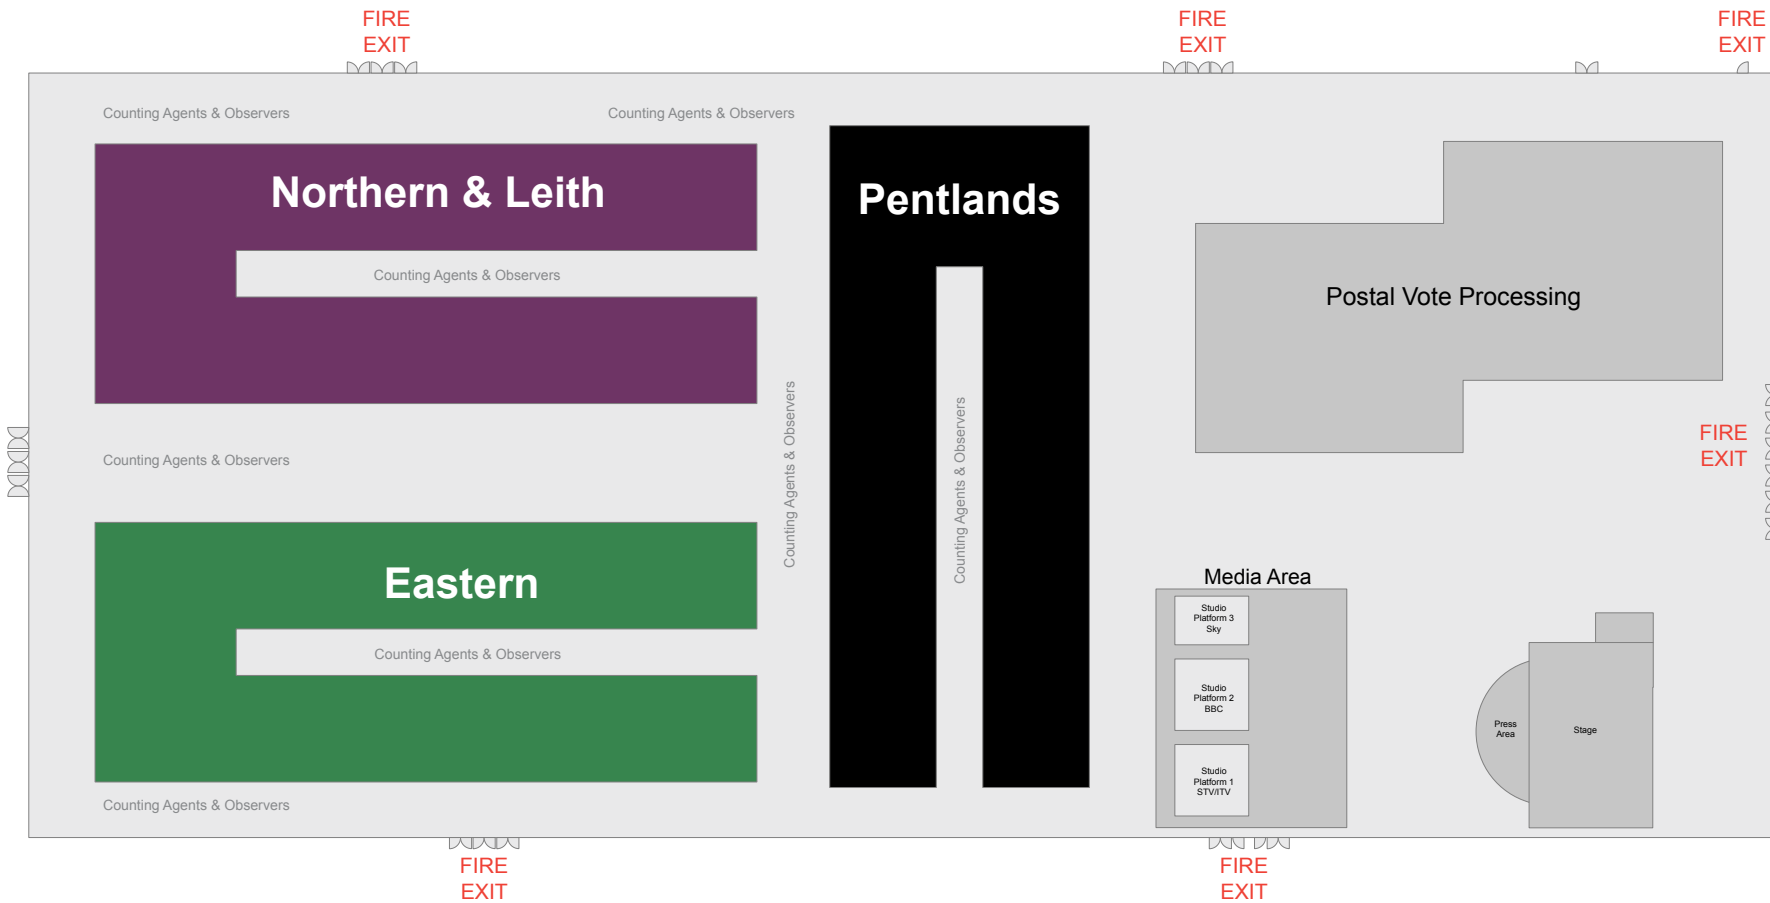 FIRE
EXIT
FIRE
EXIT
FIRE
EXIT
Counting Agents & Observers
Counting Agents & Observers
Northern & Leith
Counting Agents & Observers
Pentlands
Postal Vote Processing
Counting Agents & Observers
Counting Agents & Observers
Counting Agents & Observers
FIRE
EXIT
Eastern
Counting Agents & Observers
Counting Agents & Observers
Media Area
Studio
Platform 3
Sky
Studio
Platform 2
BBC
Studio
Platform 1
STV/ITV
Press
Area
Stage
FIRE
EXIT
FIRE
EXIT